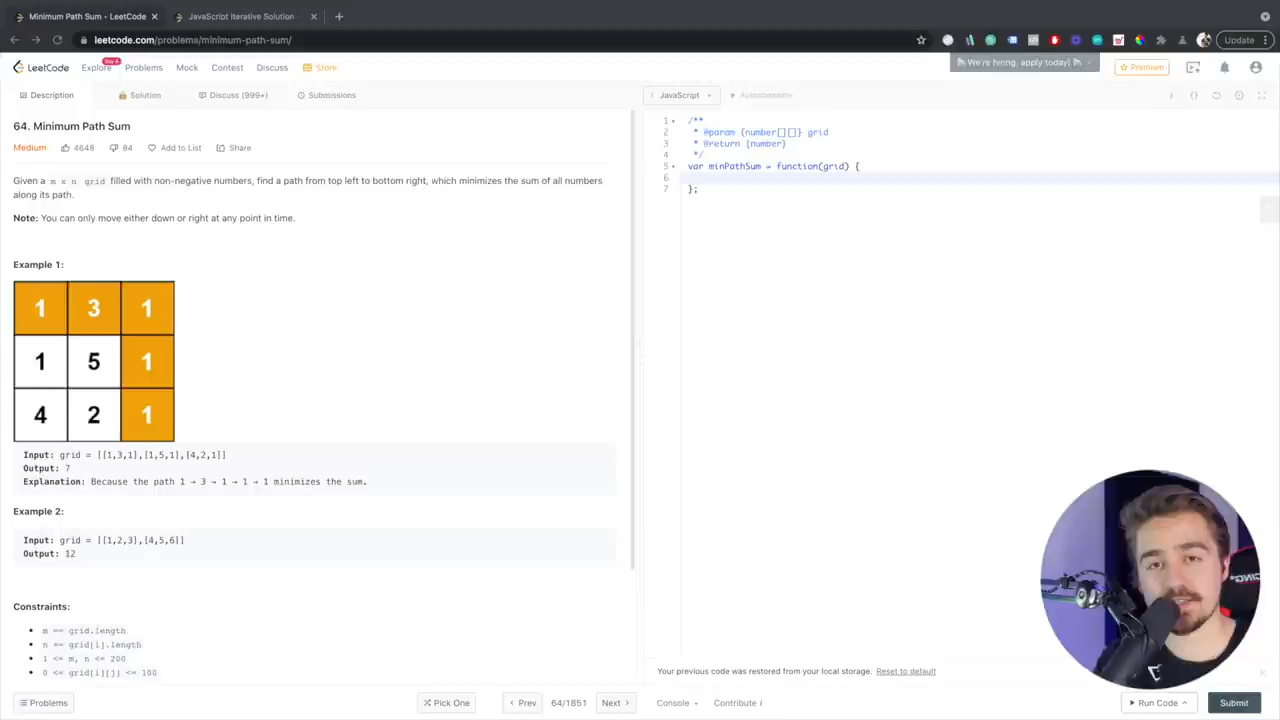 Minimum Path Sum - LeetCode
JavaScript Iterative Solution
leetcode.com/problems/minimum-path-sum/
Update
LeetCode
Explore
Day 6
Problems
Mock
Contest
Discuss
Store
We're hiring, apply today!
Premium
Description
Solution
Discuss (999+)
Submissions
JavaScript
Autocomplete
64. Minimum Path Sum
Medium
4648
84
Add to List
Share
Given a m x n grid filled with non-negative numbers, find a path from top left to bottom right, which minimizes the sum of all numbers
along its path.
Note: You can only move either down or right at any point in time.
Example 1:
1 3 1
1 5 1
4 2 1
Input: grid = [[1,3,1],[1,5,1],[4,2,1]]
Output: 7
Explanation: Because the path 1 → 3 → 1 → 1 → 1 minimizes the sum.
Example 2:
Input: grid = [[1,2,3],[4,5,6]]
Output: 12
Constraints:
m == grid.length
n == grid[i].length
1 <= m, n <= 200
0 <= grid[i][j] <= 100
1 /**
2 * @param {number[][]} grid
3 * @return {number}
4 */
5 var minPathSum = function(grid) {
6
7 };
Your previous code was restored from your local storage. Reset to default
Problems
Pick One
Prev
64/1851
Next
Console
Contribute i
Run Code
Submit